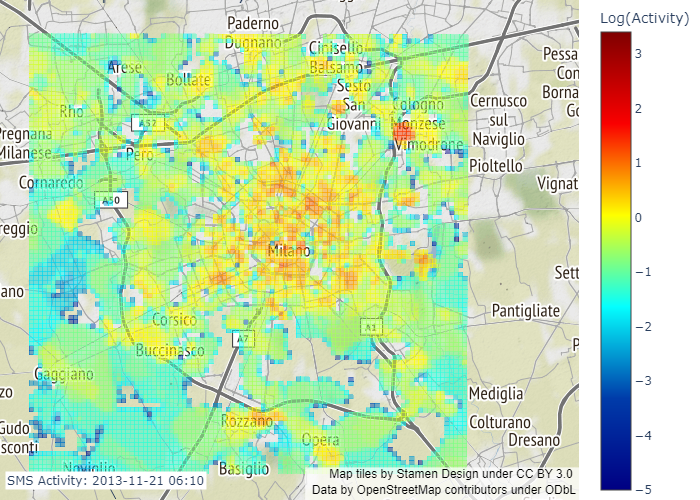 Log(Activity)
Paderno
Dugnano
Cinisello
Balsamo
Arese
Bollate
Sesto
San
Giovanni
Cologno
Monzese
Vimodrone
Cernusco
sul
Naviglio
Pioltello
Pessa
Con
Borna
Go
Rho
A52
Pregnana
Milanese
Pero
Cornaredo
A50
Vignat
reggio
Milano
Sett
ano
Pantigliate
Corsico
A7
A1
Buccinasco
P
Gaggiano
zo
Mediglia
Rozzano
Colturano
Gudo
sconti
Opera
Dresano
Noviglio
Basiglio
SMS Activity: 2013-11-21 06:10
Map tiles by Stamen Design under CC BY 3.0
Data by OpenStreetMap contributors under ODbL
3
2
1
0
−1
−2
−3
−4
−5